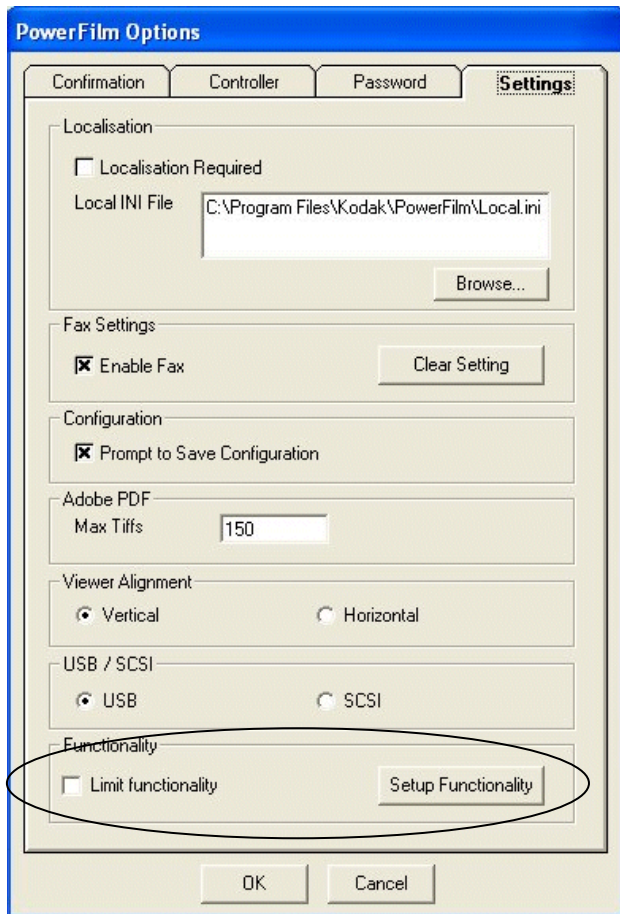 PowerFilm Options
Confirmation Controller Password Settings
Localisation
Localisation Required
Local INI File C:\Program Files\Kodak\PowerFilm\Local.ini
Browse...
Fax Settings
Enable Fax Clear Setting
Configuration
Prompt to Save Configuration
Adobe PDF
Max Tiffs 150
Viewer Alignment
Vertical Horizontal
USB / SCSI
USB SCSI
Functionality
Limit functionality Setup Functionality
OK Cancel